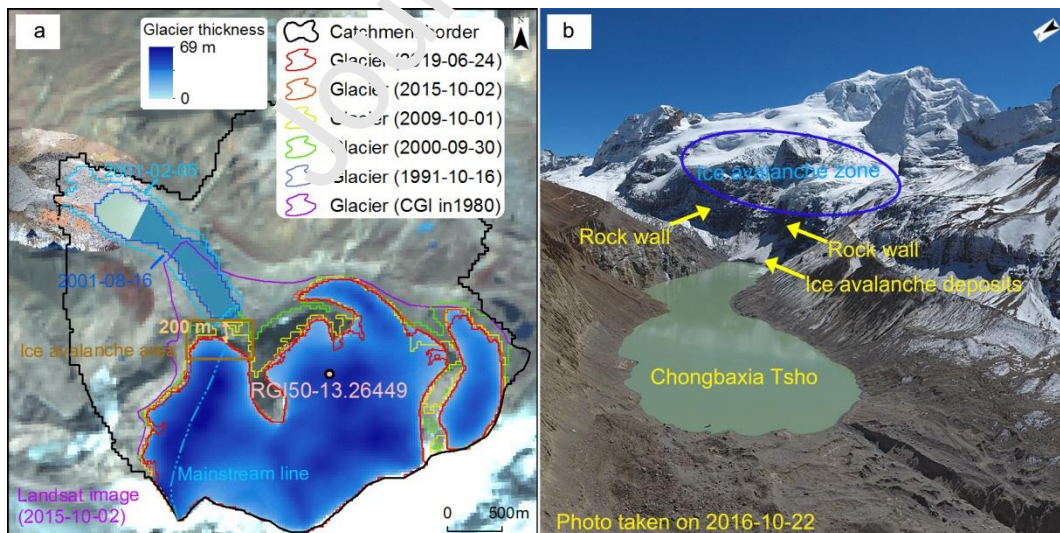 a
Glacier thickness
69 m
0
N
Catchment border
Glacier (2019-06-24)
Glacier (2015-10-02)
Glacier (2009-10-01)
Glacier (2000-09-30)
Glacier (1991-10-16)
Glacier (CGI in1980)
Jou
2001-02-05
2001-08-16
200 m
Ice avalanche area
RGI50-13.26449
Mainstream line
Landsat image
(2015-10-02)
0 500m
b
Ice avalanche zone
Rock wall
Rock wall
Ice avalanche deposits
Chongbaxia Tsho
Photo taken on 2016-10-22